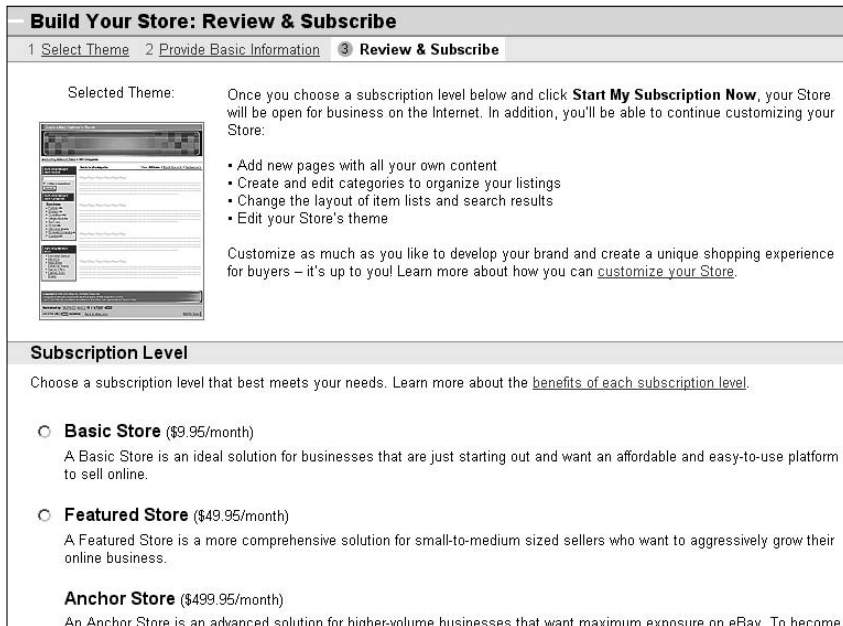 Build Your Store: Review & Subscribe
1 Select Theme 2 Provide Basic Information 3 Review & Subscribe
Selected Theme:
Once you choose a subscription level below and click Start My Subscription Now, your Store
will be open for business on the Internet. In addition, you'll be able to continue customizing your
Store:
▪ Add new pages with all your own content
▪ Create and edit categories to organize your listings
▪ Change the layout of item lists and search results
▪ Edit your Store's theme
Customize as much as you like to develop your brand and create a unique shopping experience
for buyers – it's up to you! Learn more about how you can customize your Store.
Subscription Level
Choose a subscription level that best meets your needs. Learn more about the benefits of each subscription level.
Basic Store ($9.95/month)
A Basic Store is an ideal solution for businesses that are just starting out and want an affordable and easy-to-use platform
to sell online.
Featured Store ($49.95/month)
A Featured Store is a more comprehensive solution for small-to-medium sized sellers who want to aggressively grow their
online business.
Anchor Store ($499.95/month)
An Anchor Store is an advanced solution for higher-volume businesses that want maximum exposure on eBay. To become